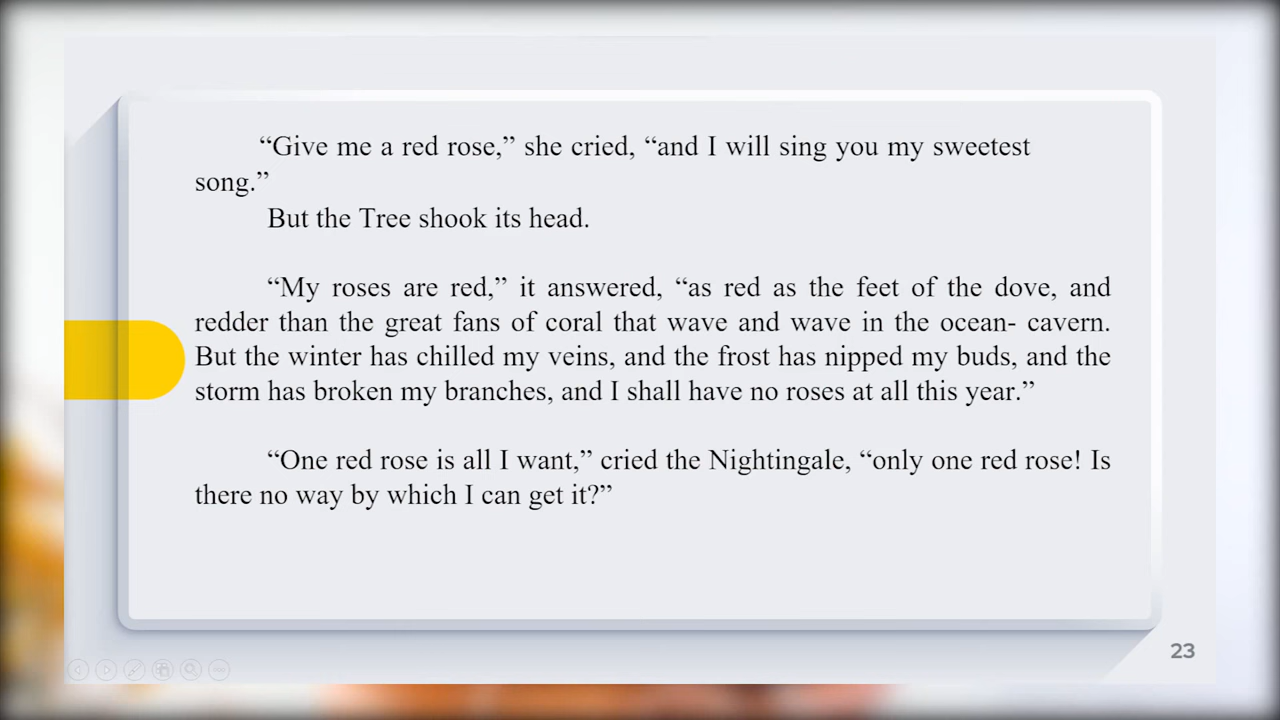 “Give me a red rose,” she cried, “and I will sing you my sweetest
song.”
But the Tree shook its head.
“My roses are red,” it answered, “as red as the feet of the dove, and
redder than the great fans of coral that wave and wave in the ocean- cavern.
But the winter has chilled my veins, and the frost has nipped my buds, and the
storm has broken my branches, and I shall have no roses at all this year.”
“One red rose is all I want,” cried the Nightingale, “only one red rose! Is
there no way by which I can get it?”
23